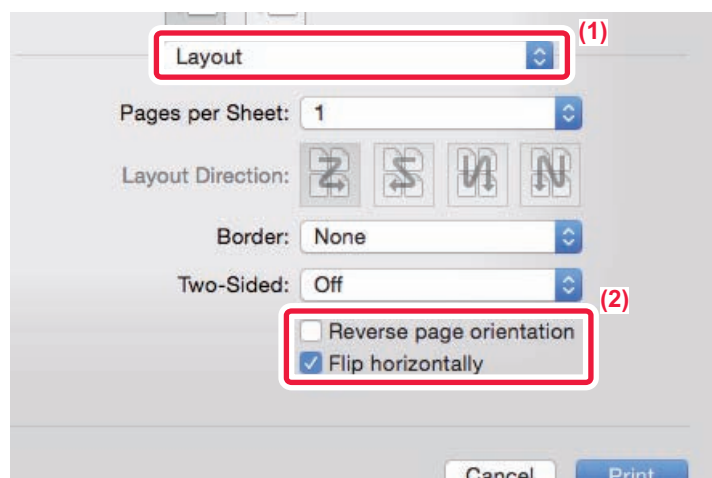 (1)
Layout
Pages per Sheet: 1
Layout Direction:
Border: None
Two-Sided: Off
(2)
Reverse page orientation
Flip horizontally
Cancel Print